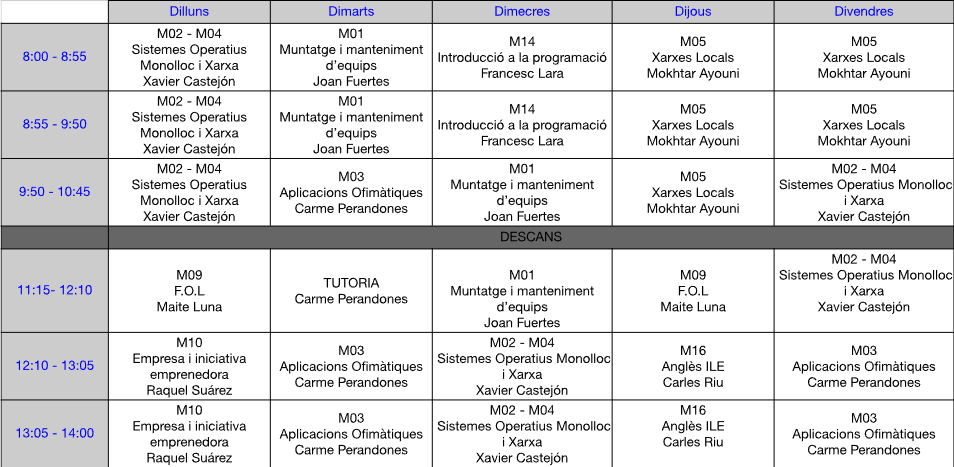 Dilluns Dimarts Dimecres Dijous Divendres
8:00 - 8:55
M02 - M04
Sistemes Operatius
Monolloc i Xarxa
Xavier Castejón
M01
Muntatge i manteniment
d'equips
Joan Fuertes
M14
Introducció a la programació
Francesc Lara
M05
Xarxes Locals
Mokhtar Ayouni
M05
Xarxes Locals
Mokhtar Ayouni
8:55 - 9:50
M02 - M04
Sistemes Operatius
Monolloc i Xarxa
Xavier Castejón
M01
Muntatge i manteniment
d'equips
Joan Fuertes
M14
Introducció a la programació
Francesc Lara
M05
Xarxes Locals
Mokhtar Ayouni
M05
Xarxes Locals
Mokhtar Ayouni
9:50 - 10:45
M02 - M04
Sistemes Operatius
Monolloc i Xarxa
Xavier Castejón
M03
Aplicacions Ofimàtiques
Carme Perandones
M01
Muntatge i manteniment
d'equips
Joan Fuertes
M05
Xarxes Locals
Mokhtar Ayouni
M02 - M04
Sistemes Operatius Monolloc
i Xarxa
Xavier Castejón
DESCANS
11:15- 12:10
M09
F.O.L
Maite Luna
TUTORIA
Carme Perandones
M01
Muntatge i manteniment
d'equips
Joan Fuertes
M09
F.O.L
Maite Luna
M02 - M04
Sistemes Operatius Monolloc
i Xarxa
Xavier Castejón
12:10 - 13:05
M10
Empresa i iniciativa
emprenedora
Raquel Suárez
M03
Aplicacions Ofimàtiques
Carme Perandones
M02 - M04
Sistemes Operatius Monolloc
i Xarxa
Xavier Castejón
M16
Anglès ILE
Carles Riu
M03
Aplicacions Ofimàtiques
Carme Perandones
13:05 - 14:00
M10
Empresa i iniciativa
emprenedora
Raquel Suárez
M03
Aplicacions Ofimàtiques
Carme Perandones
M02 - M04
Sistemes Operatius Monolloc
i Xarxa
Xavier Castejón
M16
Anglès ILE
Carles Riu
M03
Aplicacions Ofimàtiques
Carme Perandones